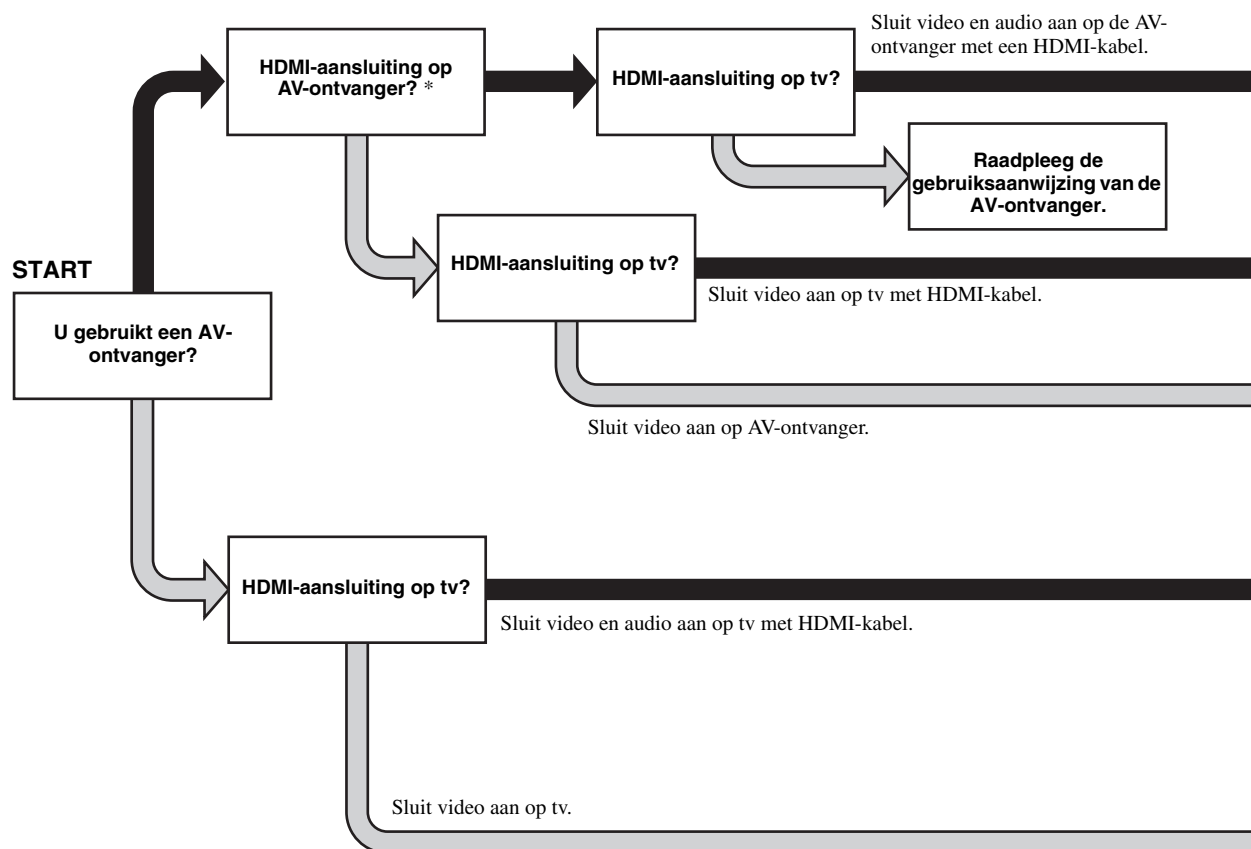 Sluit video en audio aan op de AV-
ontvanger met een HDMI-kabel.
HDMI-aansluiting op
AV-ontvanger? *
HDMI-aansluiting op tv?
Raadpleeg de
gebruiksaanwijzing van de
AV-ontvanger.
HDMI-aansluiting op tv?
START
Sluit video aan op tv met HDMI-kabel.
U gebruikt een AV-
ontvanger?
Sluit video aan op AV-ontvanger.
HDMI-aansluiting op tv?
Sluit video en audio aan op tv met HDMI-kabel.
Sluit video aan op tv.